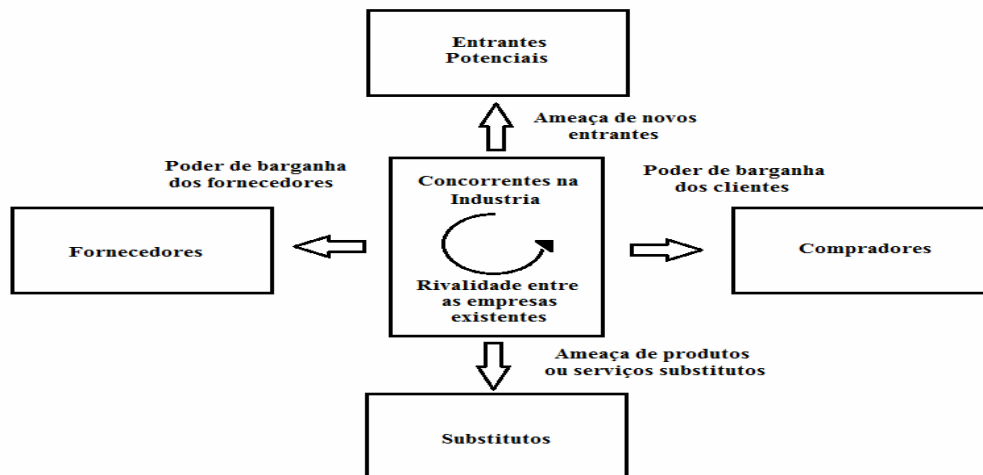 Entrantes
Potenciais
Ameaça de novos
entrantes
Poder de barganha
dos fornecedores
Concorrentes na
Industria
Poder de barganha
dos clientes
Fornecedores
Compradores
Rivalidade entre
as empresas
existentes
Ameaça de produtos
ou serviços substitutos
Substitutos